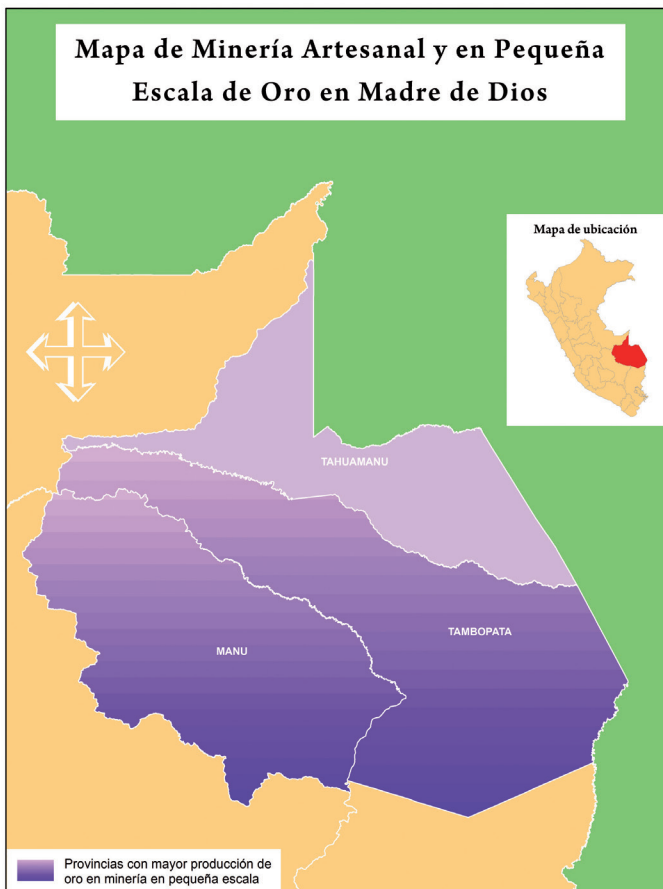 Mapa de Minería Artesanal y en Pequeña
Escala de Oro en Madre de Dios
Mapa de ubicación
TAHUAMANU
TAMBOPATA
MANU
Provincias con mayor producción de
oro en minería en pequeña escala